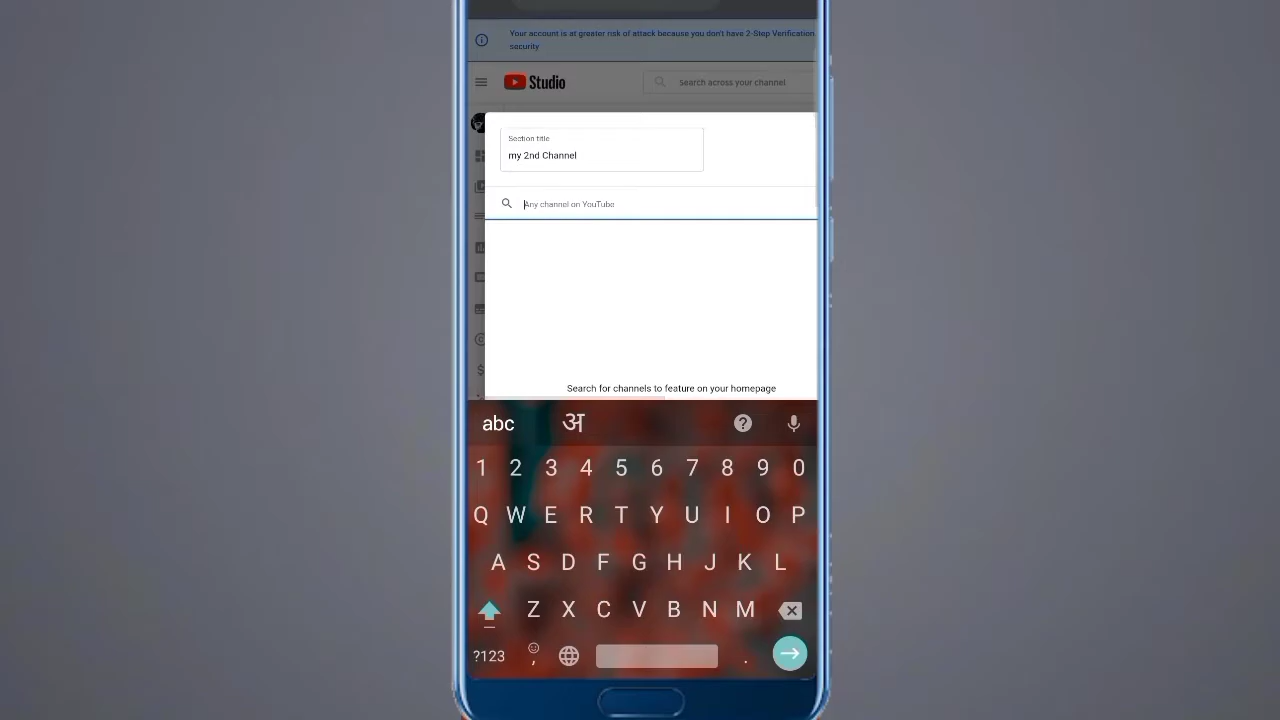 Your account is at greater risk of attack because you don't have 2-Step Verification.
security
Studio
Search across your channel
Section title
my 2nd Channel
Any channel on YouTube
Search for channels to feature on your homepage
abc अ
1 2 3 4 5 6 7 8 9 0
Q W E R T Y U I O P
A S D F G H J K L
Z X C V B N M
?123 , .